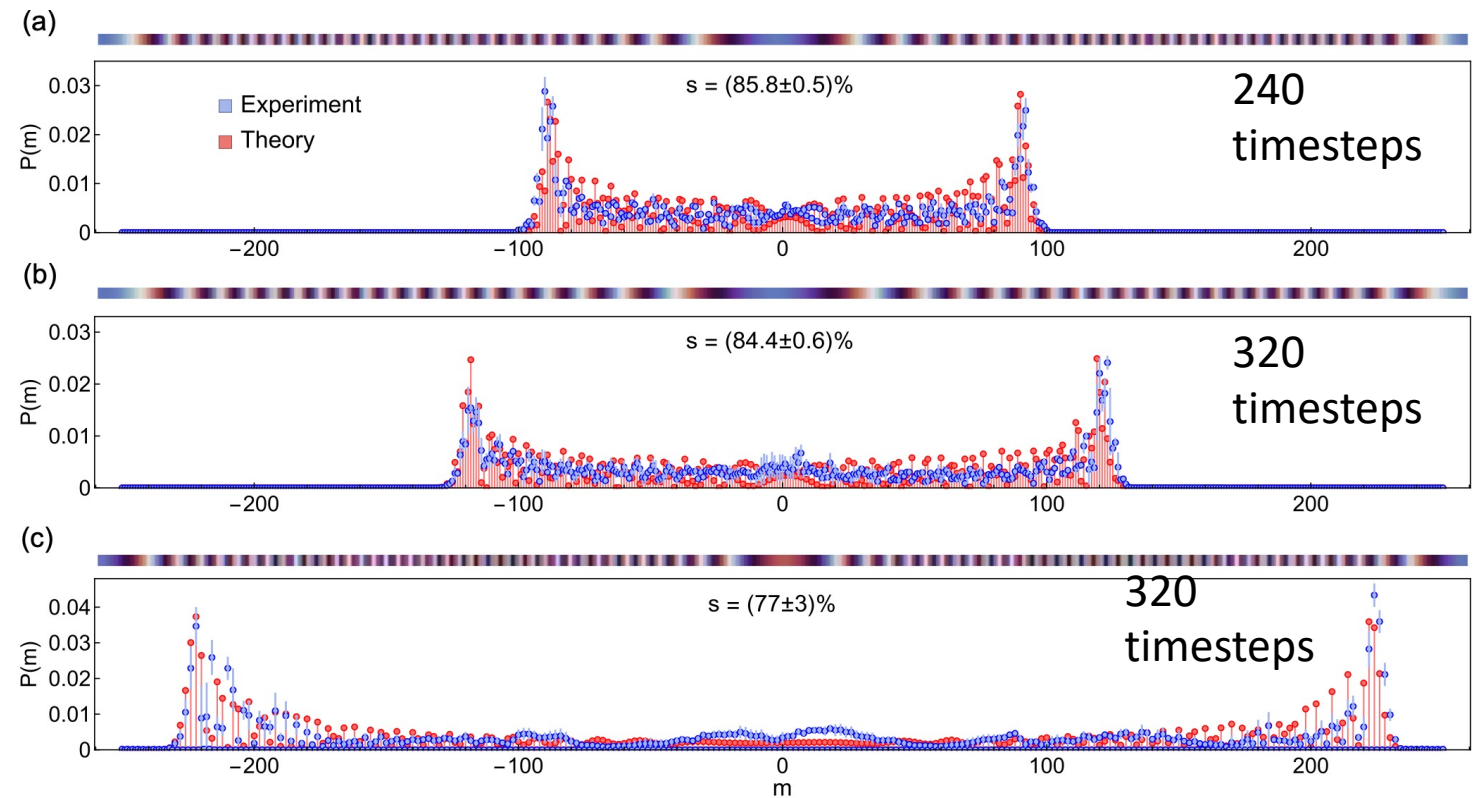 (a)
s = (85.8±0.5)%
240
timesteps
Experiment
Theory
P(m)
0.03
0.02
0.01
0
−200
−100
0
100
200
(b)
s = (84.4±0.6)%
320
timesteps
P(m)
0.03
0.02
0.01
0
−200
−100
0
100
200
(c)
s = (77±3)%
320
timesteps
P(m)
0.04
0.03
0.02
0.01
0
−200
−100
0
100
200
m